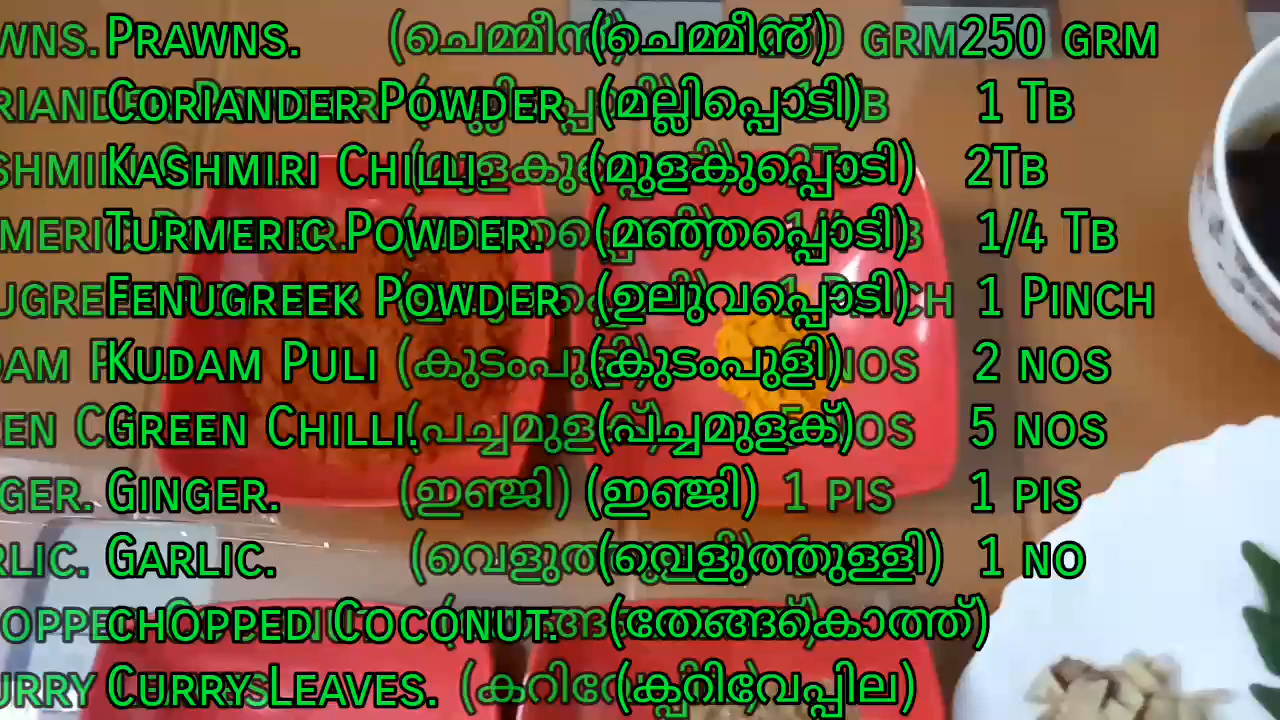 Prawns. (ചെമ്മീൻ) 250 grm
Coriander Powder (മല്ലിപ്പൊടി) 1 Tb
Kashmiri Chilli. (മുളകുപ്പൊടി) 2Tb
Turmeric Powder. (മഞ്ഞപ്പൊടി) 1/4 Tb
Fenugreek Powder (ഉലുവപ്പൊടി) 1 Pinch
Kudam Puli (കുടംപുളി) 2 nos
Green Chilli. (പച്ചമുളക്) 5 nos
Ginger. (ഇഞ്ചി) 1 pis
Garlic. (വെളുത്തുള്ളി) 1 no
chopped Coconut. (തേങ്ങാകൊത്ത്)
Curry Leaves. (കറിവേപ്പില)